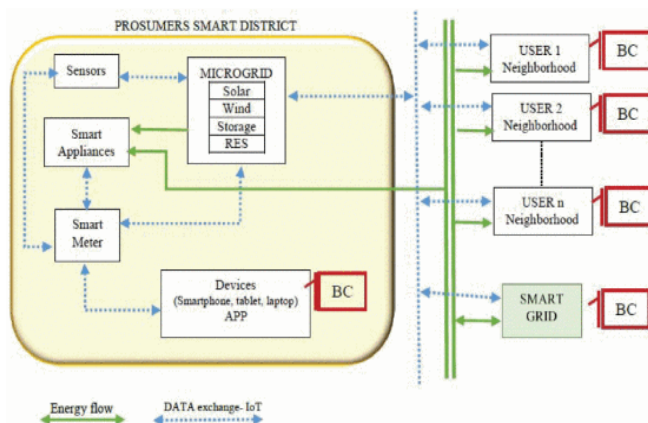 PROSUMERS SMART DISTRICT
Sensors
MICROGRID
Solar
Wind
Storage
RES
Smart
Appliances
Smart
Meter
Devices
(Smartphone, tablet, laptop)
APP
BC
USER 1
Neighborhood
BC
USER 2
Neighborhood
BC
USER n
Neighborhood
BC
SMART
GRID
BC
Energy flow
DATA exchange- IoT